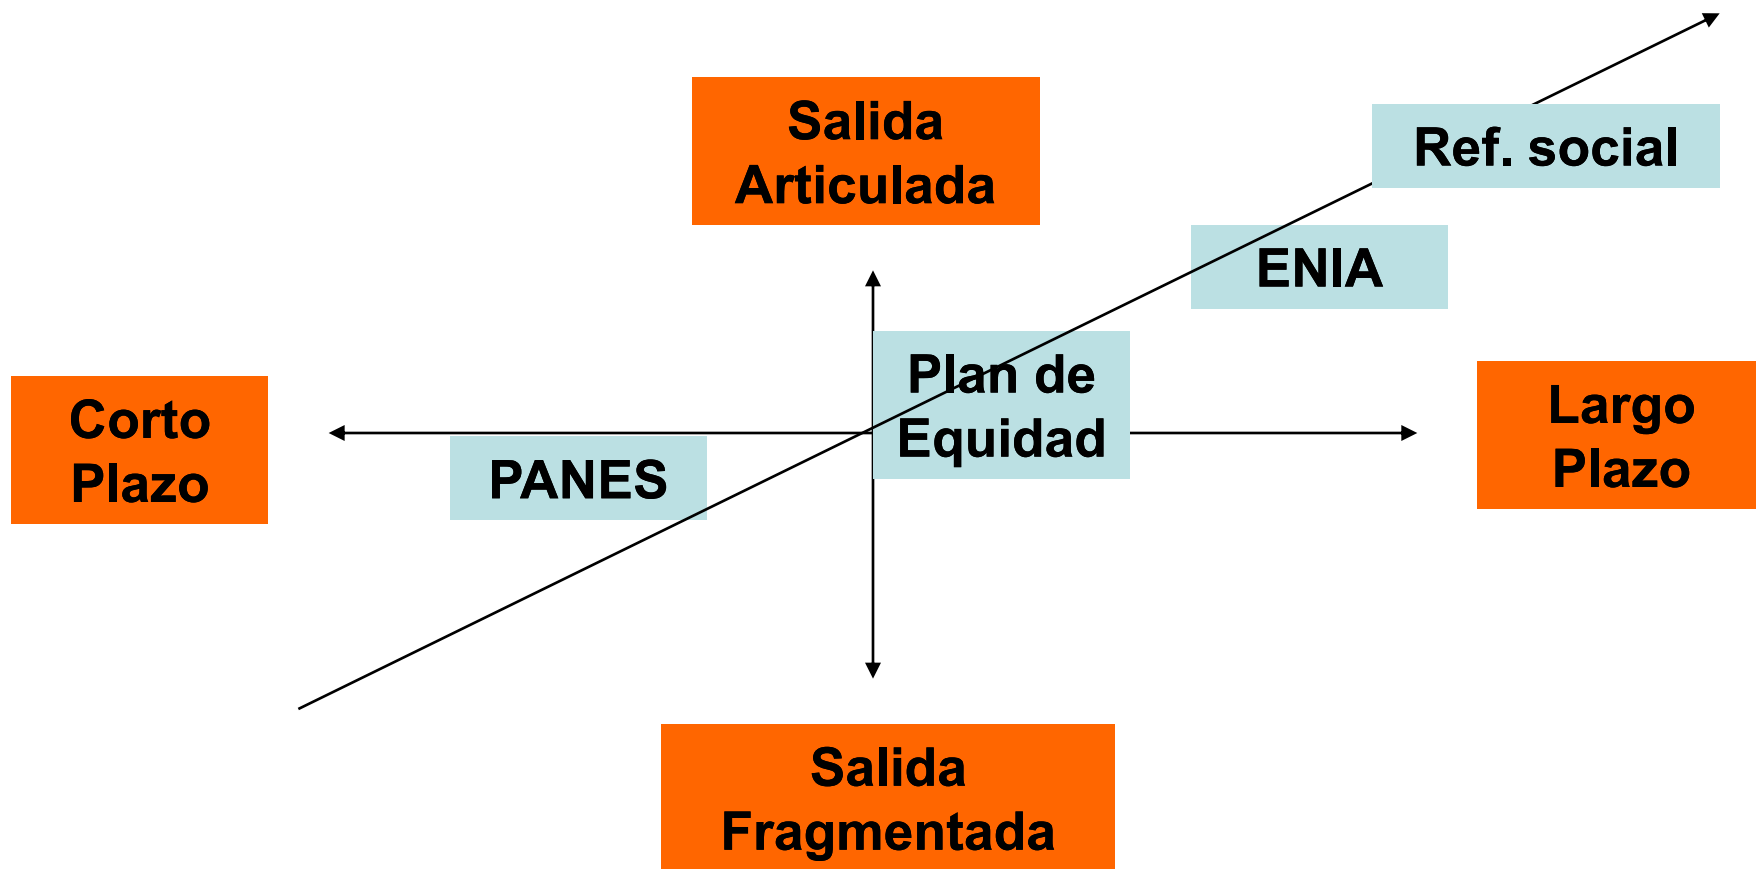 Salida
Articulada
Ref. social
ENIA
Plan de
Equidad
Corto
Plazo
Largo
Plazo
PANES
Salida
Fragmentada